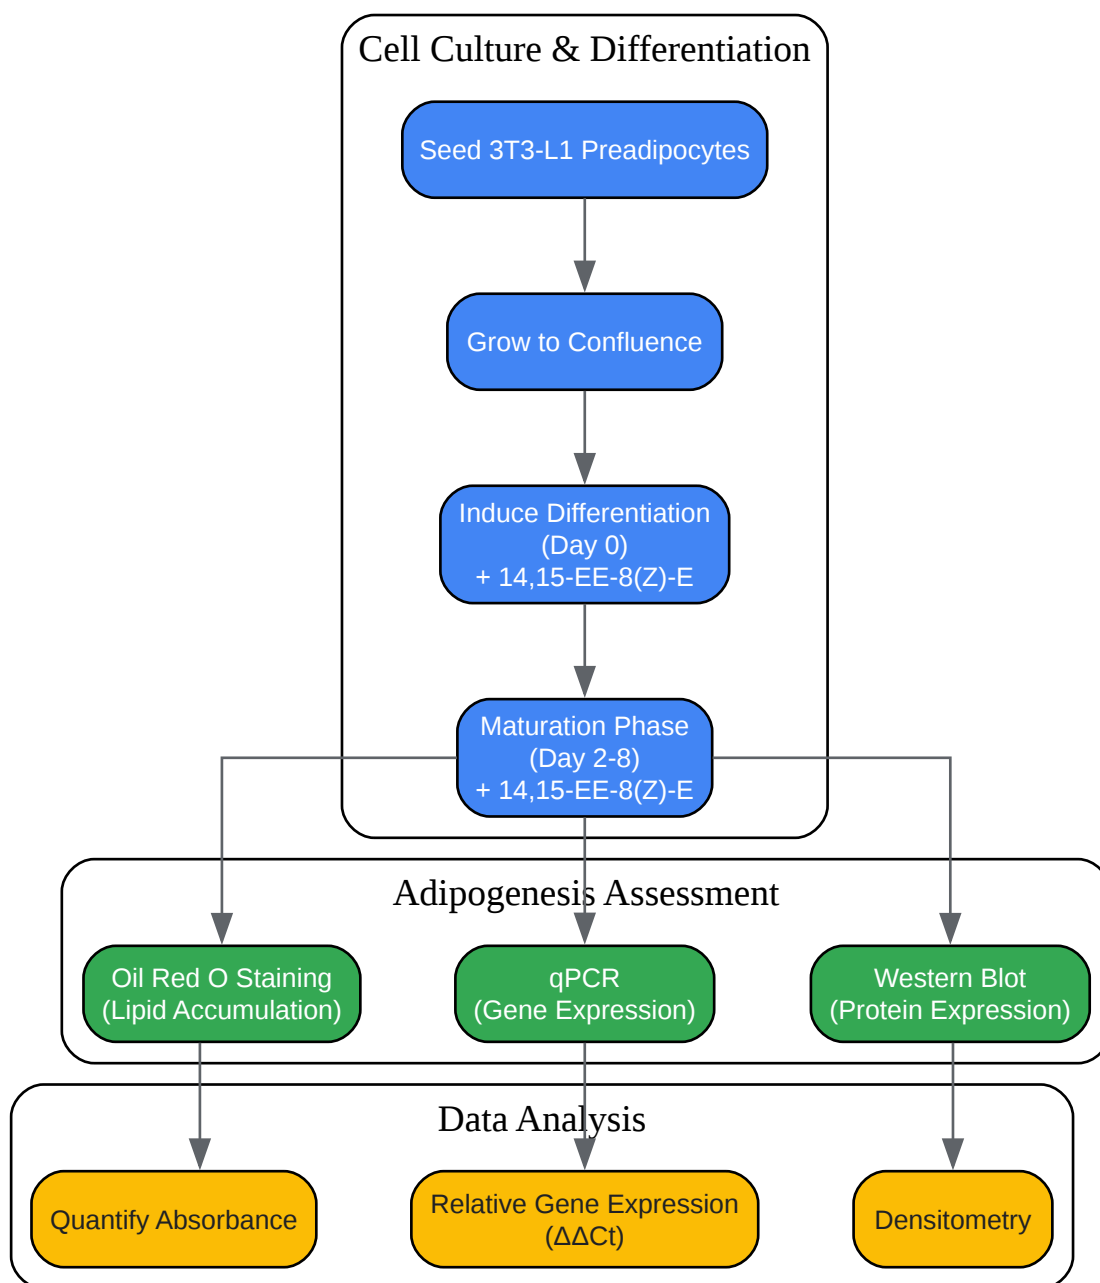 Cell Culture & Differentiation
Seed 3T3-L1 Preadipocytes
Grow to Confluence
Induce Differentiation
(Day 0)
+ 14,15-EE-8(Z)-E
Maturation Phase
(Day 2-8)
+ 14,15-EE-8(Z)-E
Adipogenesis Assessment
Oil Red O Staining
(Lipid Accumulation)
qPCR
(Gene Expression)
Western Blot
(Protein Expression)
Data Analysis
Quantify Absorbance
Relative Gene Expression
(ΔΔCt)
Densitometry